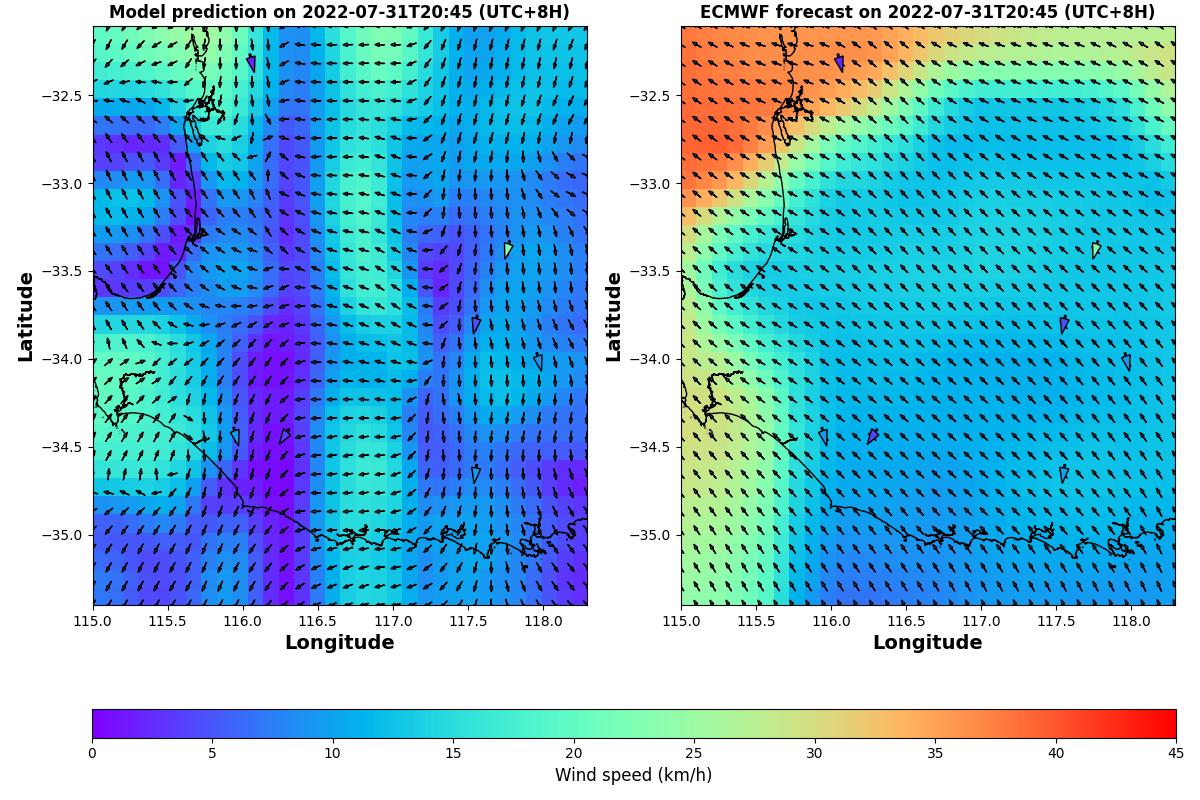 Model prediction on 2022-07-31T20:45 (UTC+8H)
ECMWF forecast on 2022-07-31T20:45 (UTC+8H)
Latitude
−32.5
−33.0
−33.5
−34.0
−34.5
−35.0
115.0 115.5 116.0 116.5 117.0 117.5 118.0
Longitude
Latitude
−32.5
−33.0
−33.5
−34.0
−34.5
−35.0
115.0 115.5 116.0 116.5 117.0 117.5 118.0
Longitude
0 5 10 15 20 25 30 35 40 45
Wind speed (km/h)